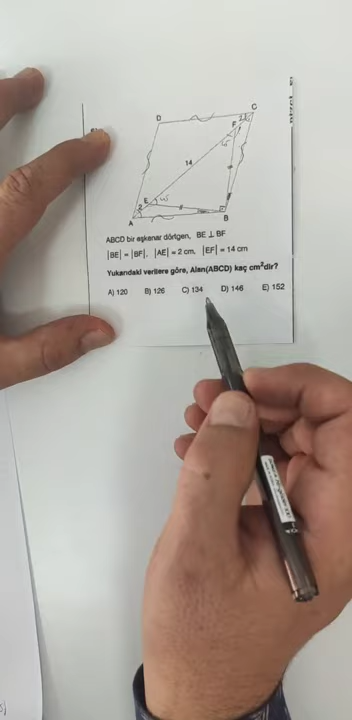 D
C
F
14
E
2
A
B
ABCD bir eşkenar dörtgen, BE ⊥ BF
|BE| = |BF|, |AE| = 2 cm, |EF| = 14 cm
Yukarıdaki verilere göre, Alan(ABCD) kaç cm²dir?
A) 120 B) 126 C) 134 D) 146 E) 152